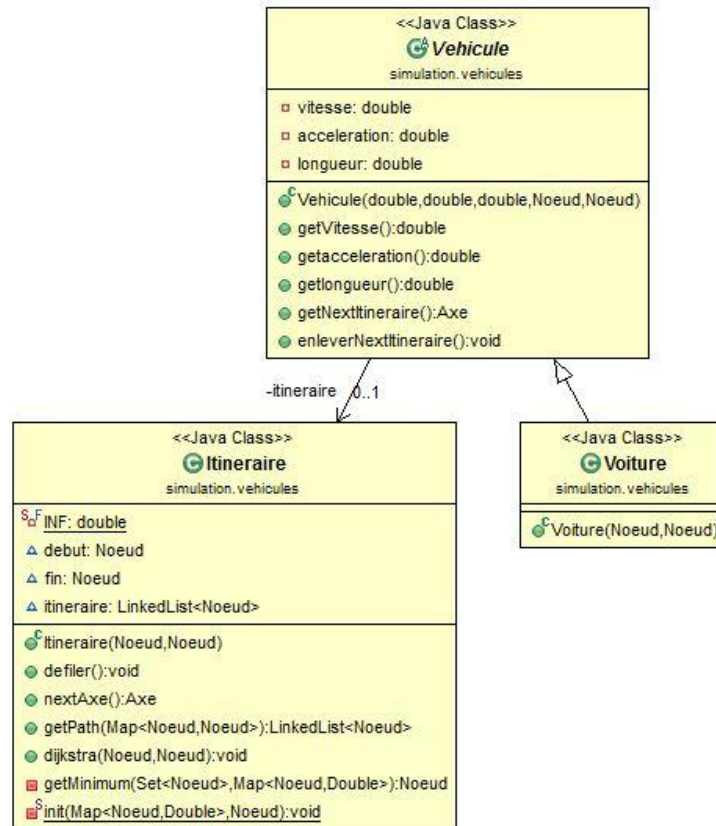 <<Java Class>>
Vehicule
simulation.vehicules
vitesse: double
acceleration: double
longueur: double
Vehicule(double,double,double,Noeud,Noeud)
getVitesse():double
getacceleration():double
getlongueur():double
getNextItineraire():Axe
enleverNextItineraire():void
-itineraire 0..1
<<Java Class>>
Itineraire
simulation.vehicules
INF: double
debut: Noeud
fin: Noeud
itineraire: LinkedList<Noeud>
Itineraire(Noeud,Noeud)
defiler():void
nextAxe():Axe
getPath(Map<Noeud,Noeud>):LinkedList<Noeud>
dijkstra(Noeud,Noeud):void
getMinimum(Set<Noeud>,Map<Noeud,Double>):Noeud
init(Map<Noeud,Double>,Noeud):void
<<Java Class>>
Voiture
simulation.vehicules
Voiture(Noeud,Noeud)